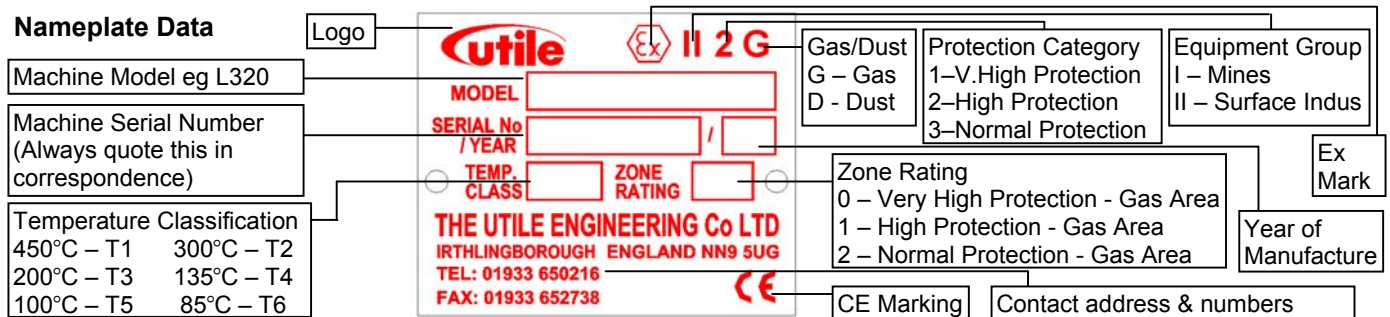 Nameplate Data
Logo
Machine Model eg L320
Machine Serial Number
(Always quote this in
correspondence)
Temperature Classification
450°C – T1 300°C – T2
200°C – T3 135°C – T4
100°C – T5 85°C – T6
utile
Ex II 2 G
MODEL
SERIAL No
/ YEAR
/
TEMP.
CLASS
ZONE
RATING
THE UTILE ENGINEERING Co LTD
IRTHLINGBOROUGH ENGLAND NN9 5UG
TEL: 01933 650216
FAX: 01933 652738
CE
Gas/Dust
G – Gas
D - Dust
Protection Category
1–V.High Protection
2–High Protection
3–Normal Protection
Equipment Group
I – Mines
II – Surface Indus
Ex
Mark
Zone Rating
0 – Very High Protection - Gas Area
1 – High Protection - Gas Area
2 – Normal Protection - Gas Area
Year of
Manufacture
CE Marking
Contact address & numbers